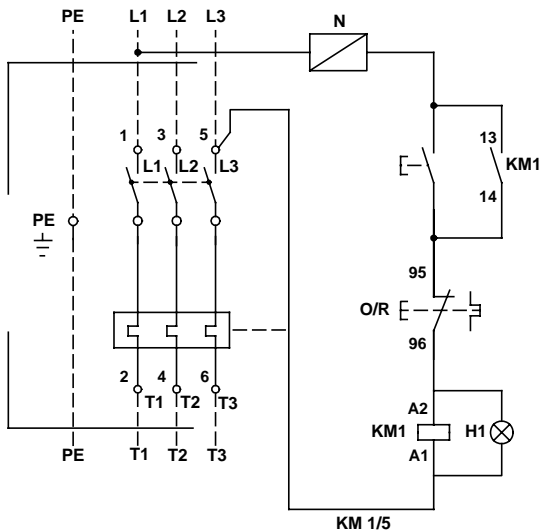 PE L1 L2 L3 N
1 3 5
13
L1 L2 L3
KM1
14
PE
95
O/R
96
2 4 6
T1 T2 T3
A2
KM1 H1
A1
PE T1 T2 T3
KM 1/5